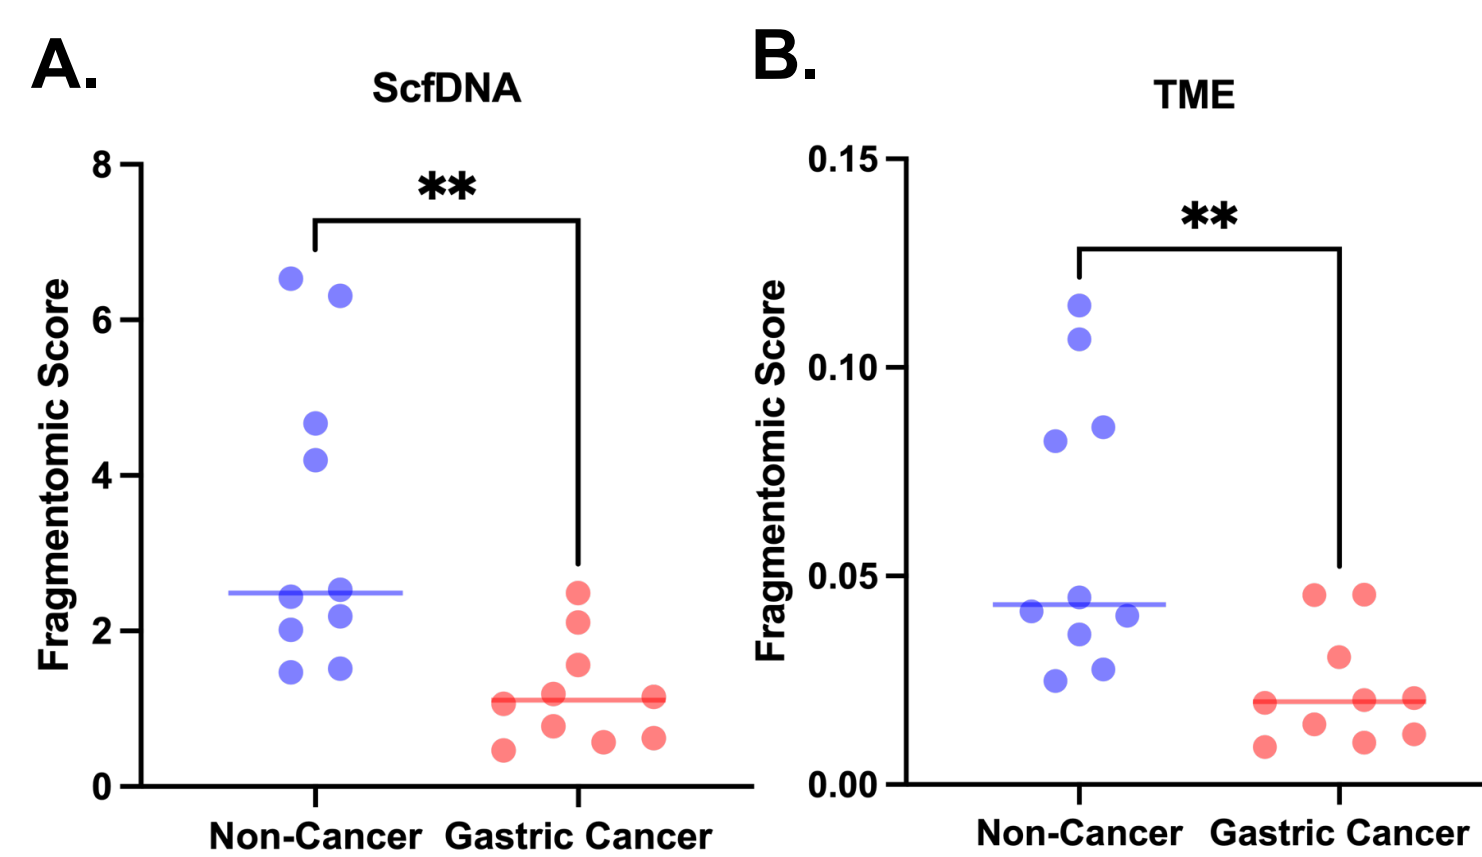 A.
ScfDNA
Fragmentomic Score
8
6
4
2
0
**
Non-Cancer
Gastric Cancer
B.
TME
Fragmentomic Score
0.15
0.10
0.05
0.00
**
Non-Cancer
Gastric Cancer